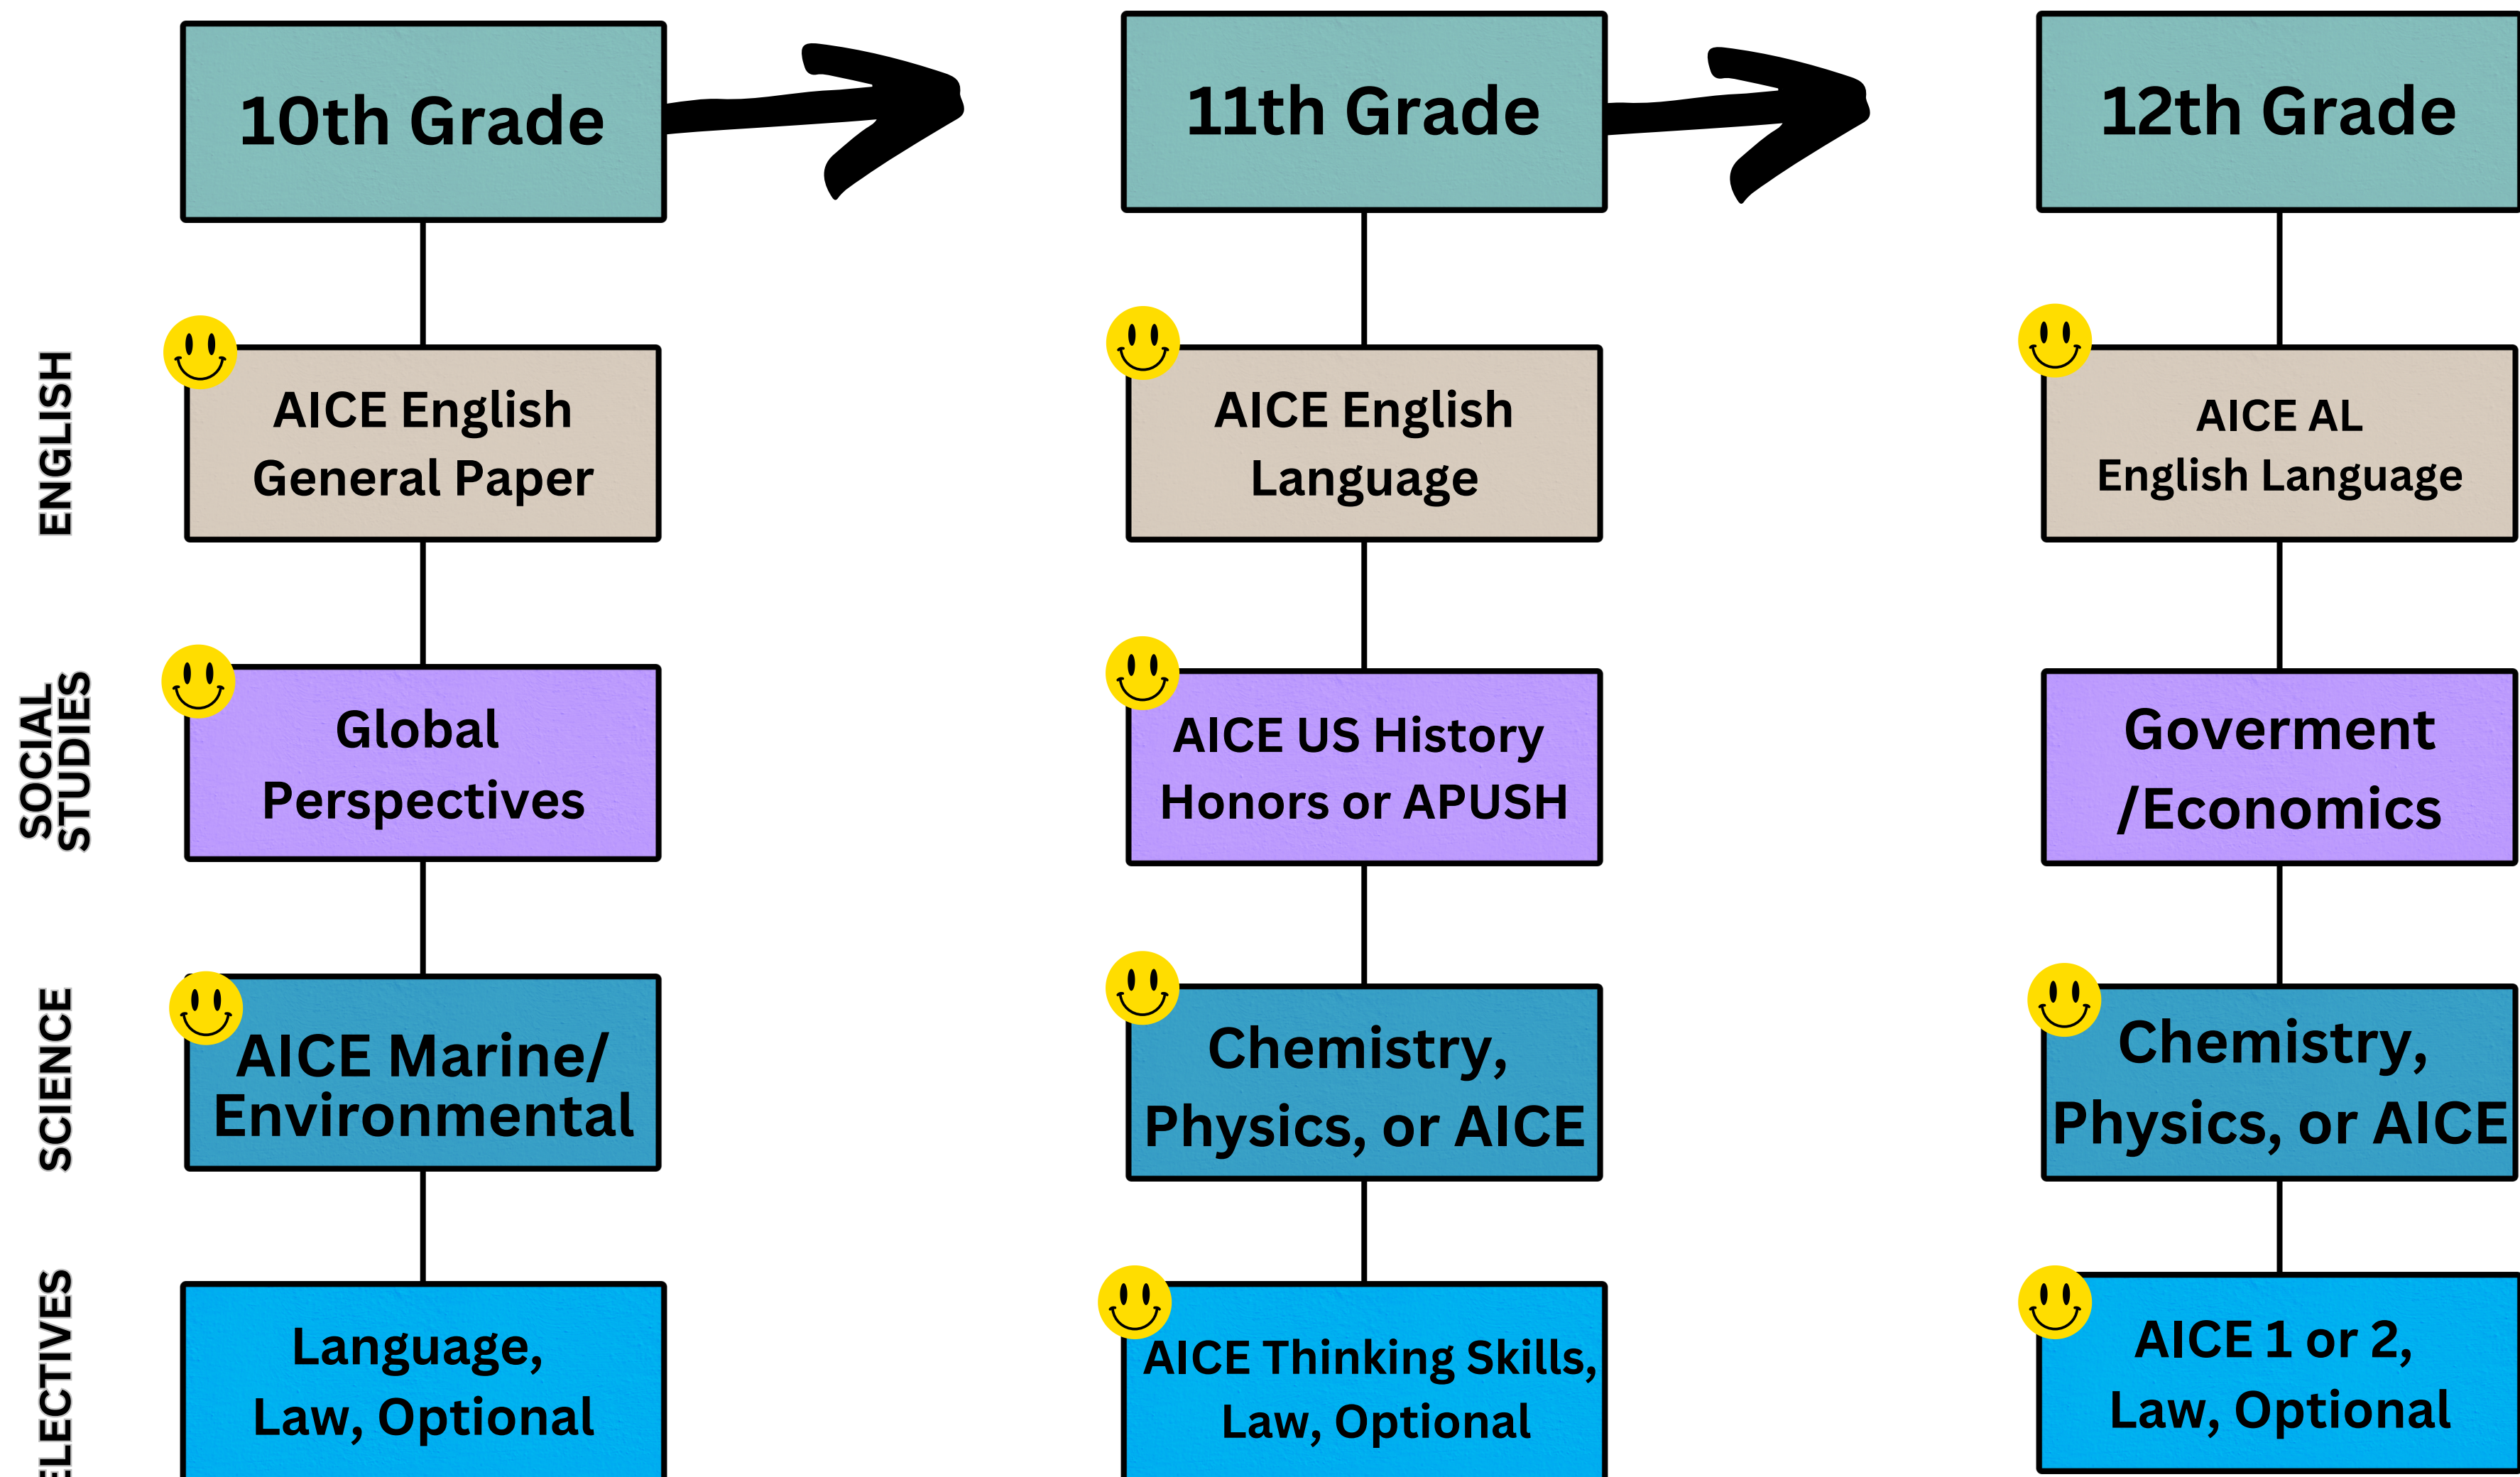 10th Grade
11th Grade
12th Grade
ENGLISH
AICE English
General Paper
AICE English
Language
AICE AL
English Language
SOCIAL
STUDIES
Global
Perspectives
AICE US History
Honors or APUSH
Goverment
/Economics
SCIENCE
AICE Marine/
Environmental
Chemistry,
Physics, or AICE
Chemistry,
Physics, or AICE
ELECTIVES
Language,
Law, Optional
AICE Thinking Skills,
Law, Optional
AICE 1 or 2,
Law, Optional